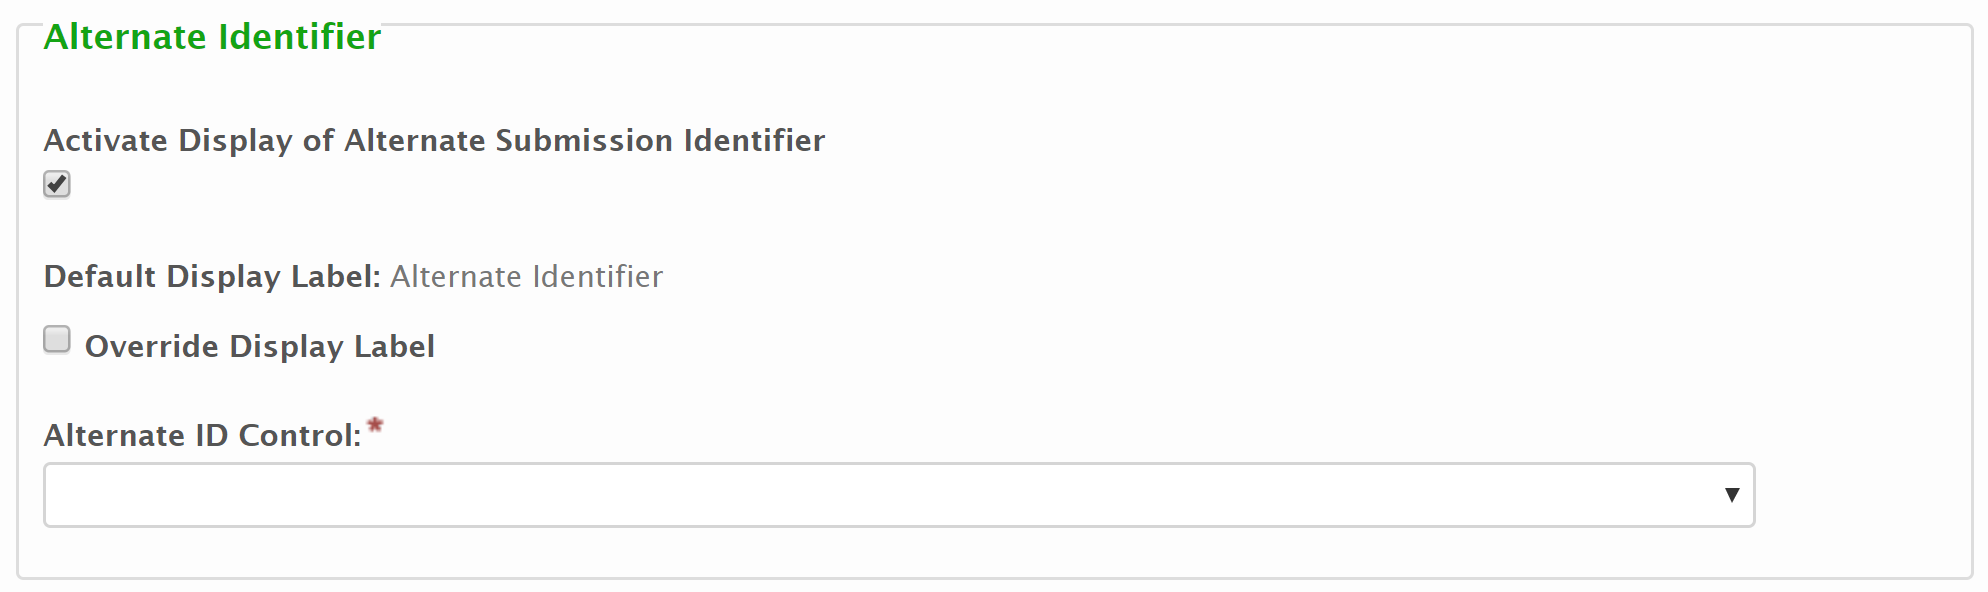 Alternate Identifier
Activate Display of Alternate Submission Identifier
Default Display Label: Alternate Identifier
Override Display Label
Alternate ID Control:*